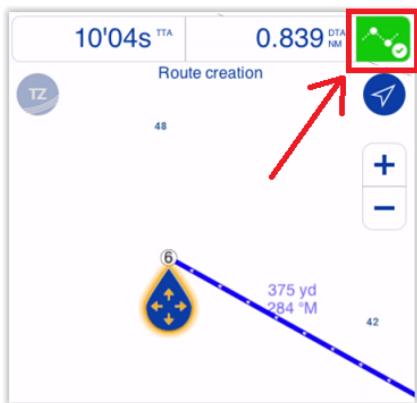 10'04s TTA
0.839 DTA NM
Route creation
TZ
48
+
−
6
375 yd
284 °M
42